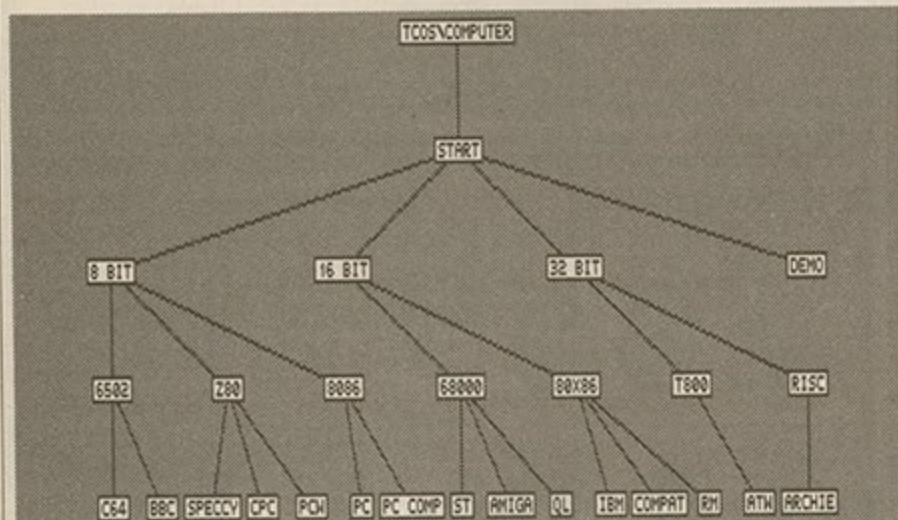 TCOS\COMPUTER
START
8 BIT 16 BIT 32 BIT DEMO
6502 Z80 8086 68000 80X86 T800 RISC
C64 BBC SPECCY CPC PCW PC PC COMP ST AMIGA QL IBM COMPAT RM ATW ARCHIE